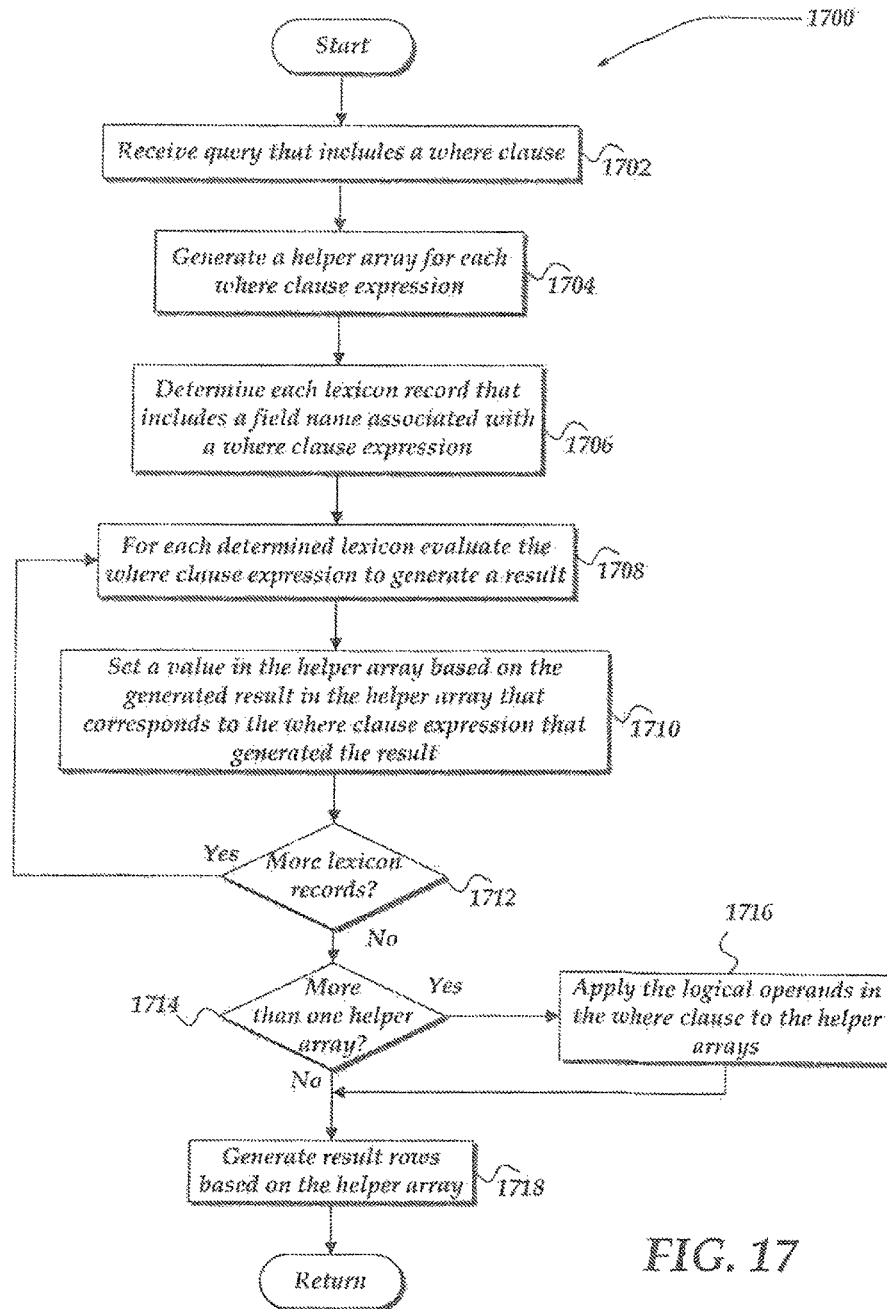 1700
Start
Receive query that includes a where clause
1702
Generate a helper array for each
where clause expression
1704
Determine each lexicon record that
includes a field name associated with
a where clause expression
1706
For each determined lexicon evaluate the
where clause expression to generate a result
1708
Set a value in the helper array based on the
generated result in the helper array that
corresponds to the where clause expression that
generated the result
1710
Yes
More lexicon
records?
1712
No
1714
More
than one helper
array?
Yes
1716
Apply the logical operands in
the where clause to the helper
arrays
No
Generate result rows
based on the helper array
1718
Return
FIG. 17